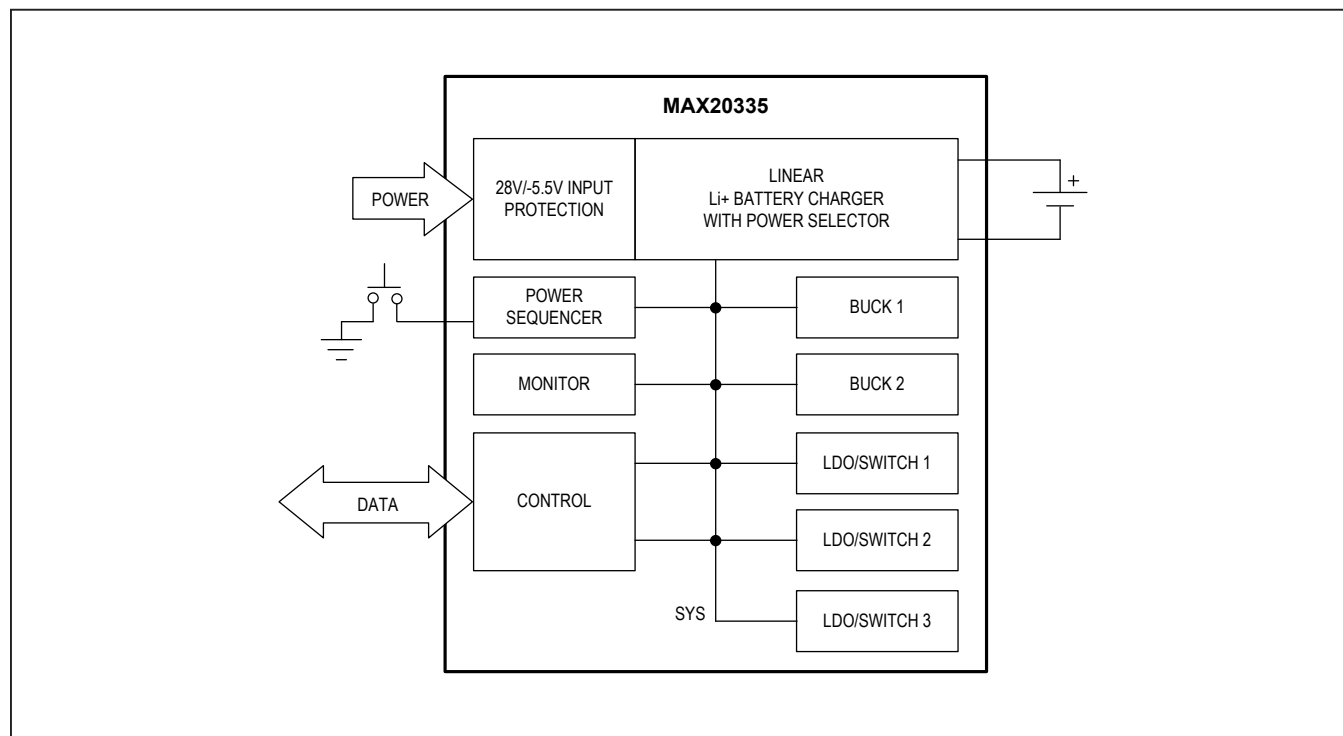 MAX20335
POWER
28V/-5.5V INPUT
PROTECTION
LINEAR
Li+ BATTERY CHARGER
WITH POWER SELECTOR
+
POWER
SEQUENCER
BUCK 1
MONITOR
BUCK 2
DATA
CONTROL
LDO/SWITCH 1
LDO/SWITCH 2
SYS
LDO/SWITCH 3